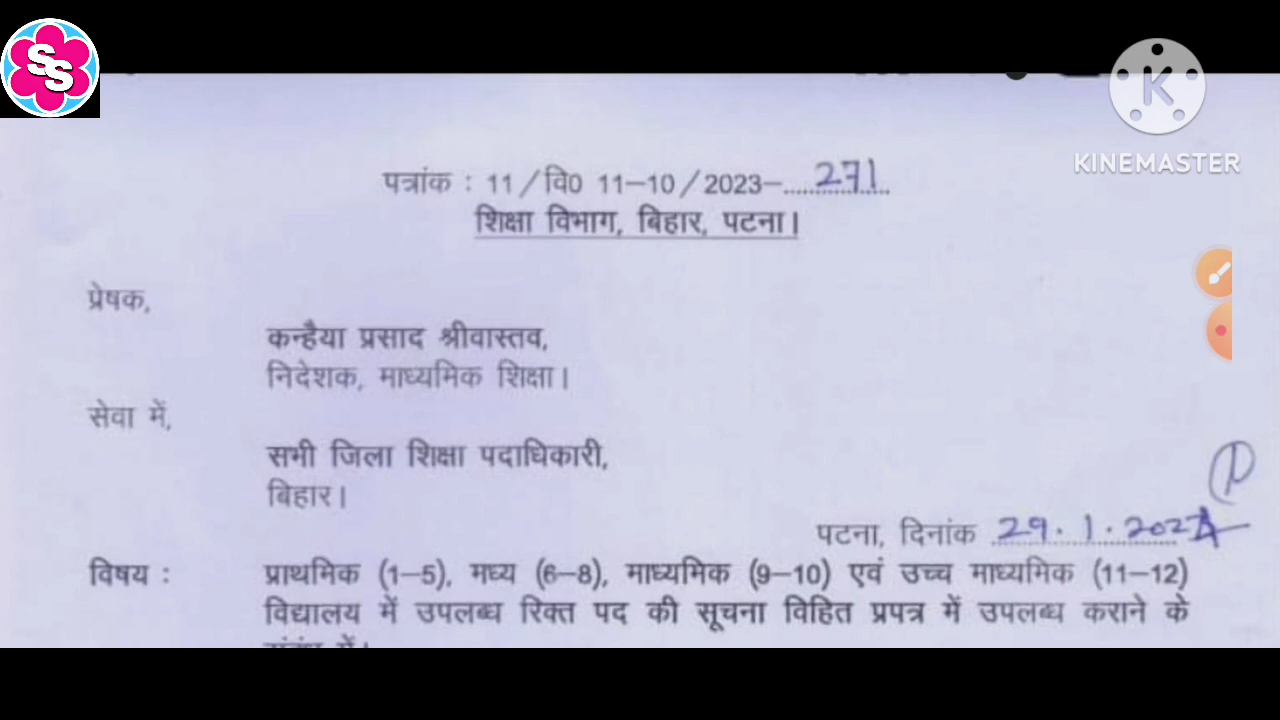 SS
KINEMASTER
पत्रांक : 11/वि0 11–10/2023–.....271.....
शिक्षा विभाग, बिहार, पटना।
प्रेषक,
कन्हैया प्रसाद श्रीवास्तव,
निदेशक, माध्यमिक शिक्षा।
सेवा में,
सभी जिला शिक्षा पदाधिकारी,
बिहार।
पटना, दिनांक 29.1.2024
विषय : प्राथमिक (1–5), मध्य (6–8), माध्यमिक (9–10) एवं उच्च माध्यमिक (11–12)
विद्यालय में उपलब्ध रिक्त पद की सूचना विहित प्रपत्र में उपलब्ध कराने के